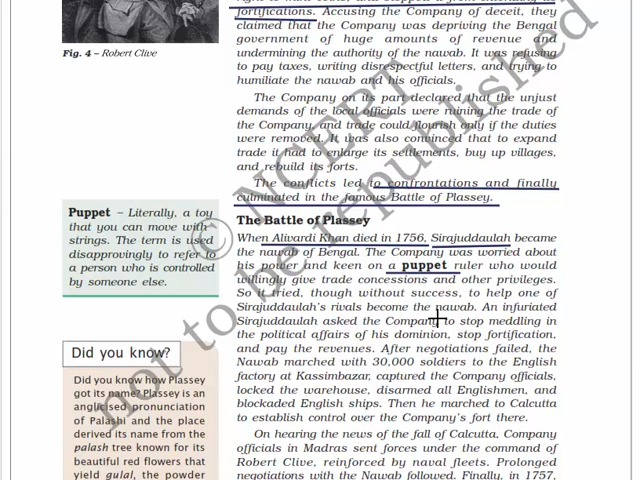 fortifications. Accusing the Company of deceit, they
claimed that the Company was depriving the Bengal
government of huge amounts of revenue and
undermining the authority of the nawab. It was refusing
to pay taxes, writing disrespectful letters, and trying to
humiliate the nawab and his officials.
The Company on its part declared that the unjust
demands of the local officials were ruining the trade of
the Company, and trade could flourish only if the duties
were removed. It was also convinced that to expand
trade it had to enlarge its settlements, buy up villages,
and rebuild its forts.
The conflicts led to confrontations and finally
culminated in the famous Battle of Plassey.
The Battle of Plassey
When Alivardi Khan died in 1756, Sirajuddaulah became
the nawab of Bengal. The Company was worried about
his power and keen on a puppet ruler who would
willingly give trade concessions and other privileges.
So it tried, though without success, to help one of
Sirajuddaulah's rivals become the nawab. An infuriated
Sirajuddaulah asked the Company to stop meddling in
the political affairs of his dominion, stop fortification,
and pay the revenues. After negotiations failed, the
Nawab marched with 30,000 soldiers to the English
factory at Kassimbazar, captured the Company officials,
locked the warehouse, disarmed all Englishmen, and
blockaded English ships. Then he marched to Calcutta
to establish control over the Company's fort there.
On hearing the news of the fall of Calcutta, Company
officials in Madras sent forces under the command of
Robert Clive, reinforced by naval fleets. Prolonged
negotiations with the Nawab followed. Finally, in 1757,
Fig. 4 – Robert Clive
Puppet – Literally, a toy
that you can move with
strings. The term is used
disapprovingly to refer to
a person who is controlled
by someone else.
Did you know?
Did you know how Plassey
got its name? Plassey is an
anglicised pronunciation
of Palashi and the place
derived its name from the
palash tree known for its
beautiful red flowers that
yield gulal, the powder
© NCERT
not to be republished